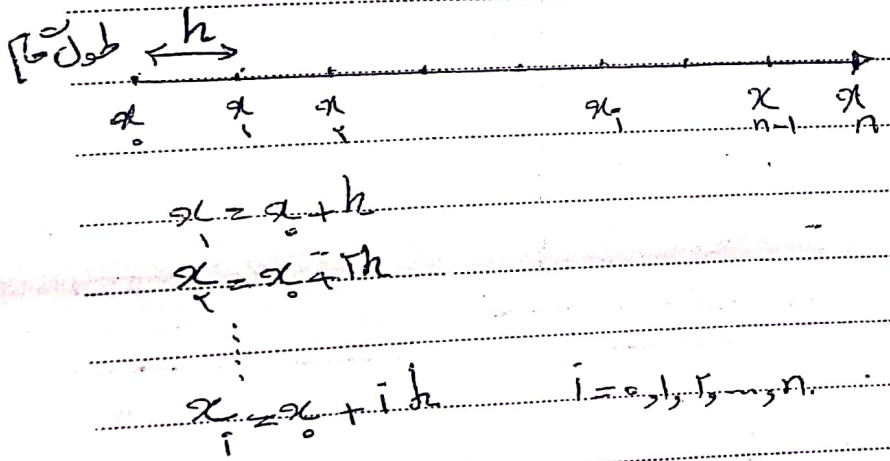 طول گام h
x₀ x₁ x₂ xᵢ xₙ₋₁ xₙ
x₁ = x₀ + h
x₂ = x₀ + ۲h
⋮
xᵢ = x₀ + i h i = ۰, ۱, ۲, ..., n.